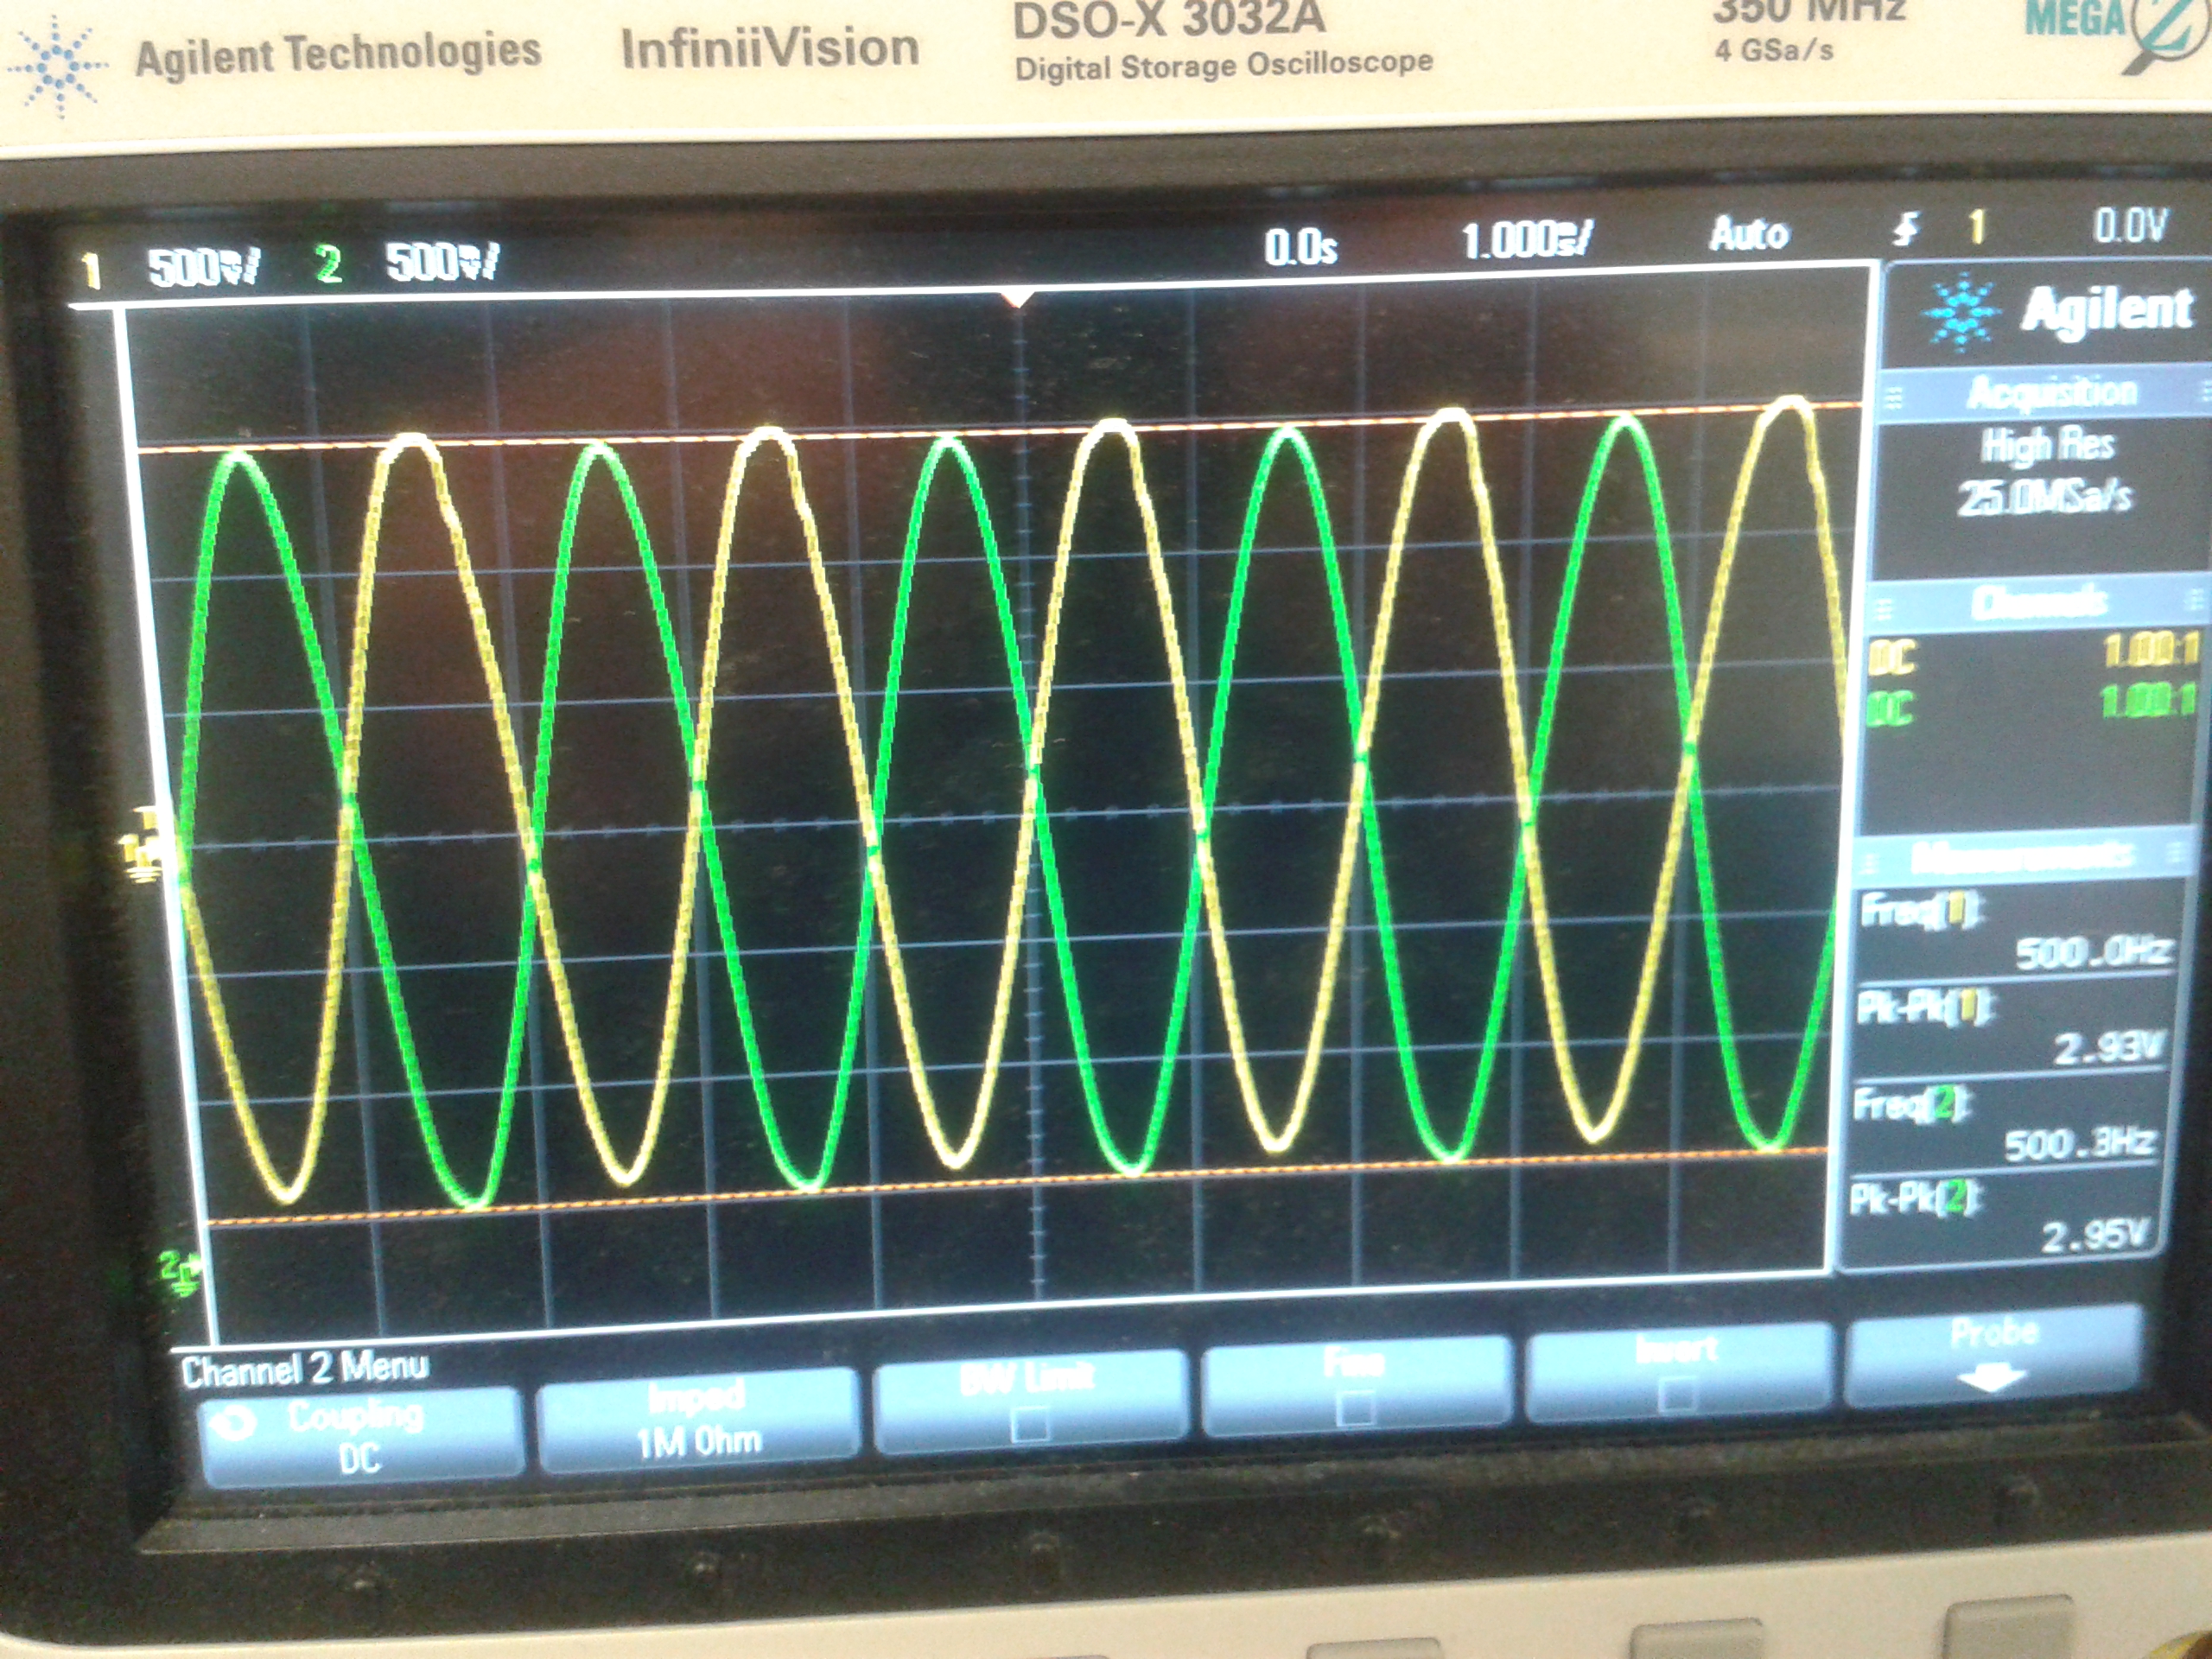 Agilent Technologies InfiniiVision DSO-X 3032A 350 MHz MEGA Z
Digital Storage Oscilloscope 4 GSa/s
1 500mV/ 2 500mV/ 0.0s 1.000ms/ Auto 1 0.0V
Agilent
Acquisition
High Res
25.0MSa/s
Channels
DC 1.00:1
DC 1.00:1
Measurements
Freq(1):
500.0Hz
Pk-Pk(1):
2.93V
Freq(2):
500.3Hz
Pk-Pk(2):
2.95V
2
Channel 2 Menu
Coupling
DC
Imped
1M Ohm
BW Limit
Fine
Invert
Probe